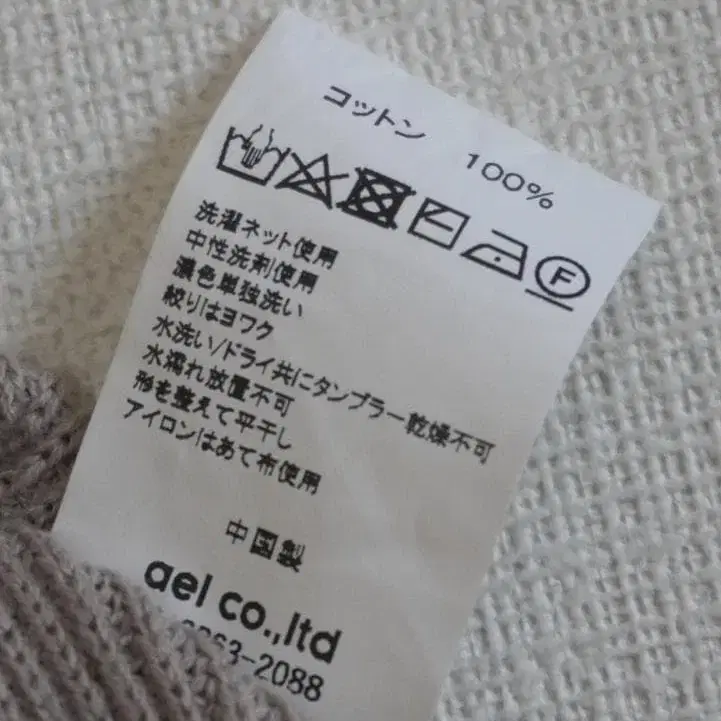 コットン 100%
F
洗濯ネット使用
中性洗剤使用
濃色単独洗い
絞りはヨワク
水洗い/ドライ共にタンブラー乾燥不可
水濡れ放置不可
形を整えて平干し
アイロンはあて布使用
中国製
ael co.,ltd
-2088